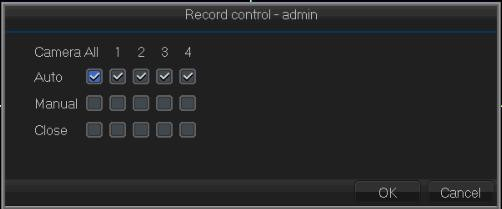 Record control - admin
Camera All 1 2 3 4
Auto
Manual
Close
OK Cancel